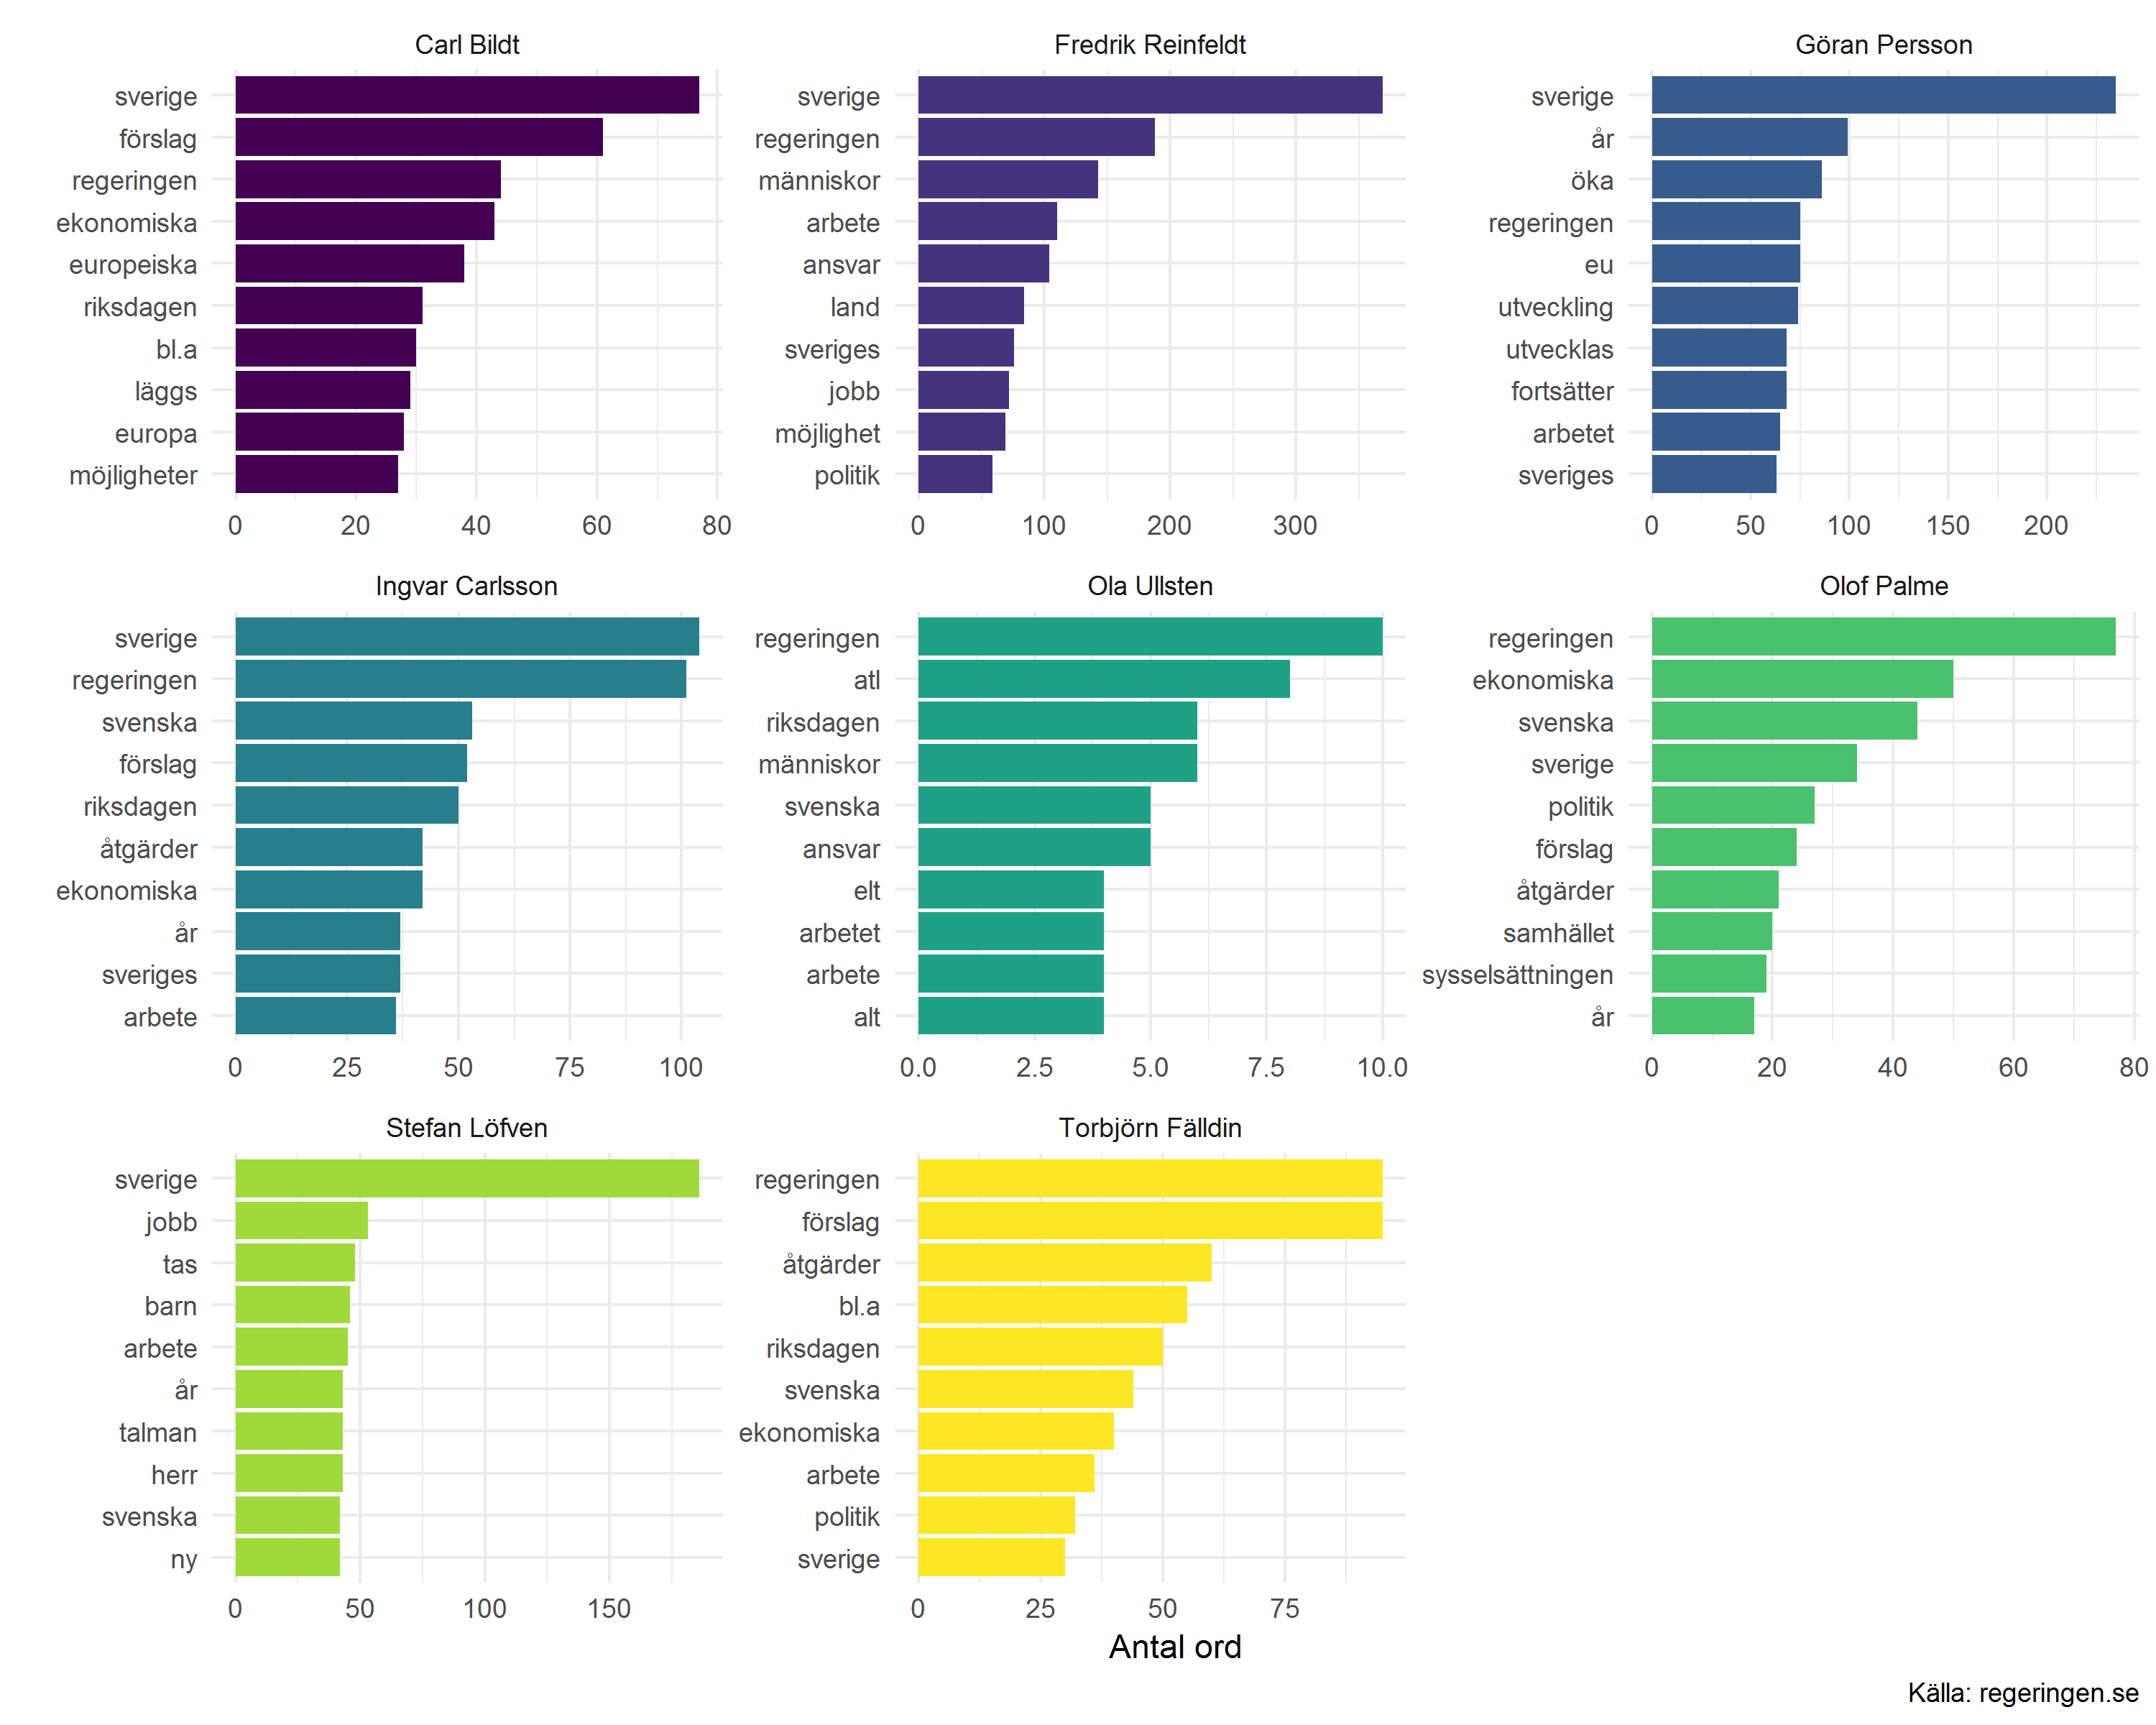 Carl Bildt
sverige
förslag
regeringen
ekonomiska
europeiska
riksdagen
bl.a
läggs
europa
möjligheter
0 20 40 60 80
Fredrik Reinfeldt
sverige
regeringen
människor
arbete
ansvar
land
sveriges
jobb
möjlighet
politik
0 100 200 300
Göran Persson
sverige
år
öka
regeringen
eu
utveckling
utvecklas
fortsätter
arbetet
sveriges
0 50 100 150 200
Ingvar Carlsson
sverige
regeringen
svenska
förslag
riksdagen
åtgärder
ekonomiska
år
sveriges
arbete
0 25 50 75 100
Ola Ullsten
regeringen
atl
riksdagen
människor
svenska
ansvar
elt
arbetet
arbete
alt
0.0 2.5 5.0 7.5 10.0
Olof Palme
regeringen
ekonomiska
svenska
sverige
politik
förslag
åtgärder
samhället
sysselsättningen
år
0 20 40 60 80
Stefan Löfven
sverige
jobb
tas
barn
arbete
år
talman
herr
svenska
ny
0 50 100 150
Torbjörn Fälldin
regeringen
förslag
åtgärder
bl.a
riksdagen
svenska
ekonomiska
arbete
politik
sverige
0 25 50 75
Antal ord
Källa: regeringen.se